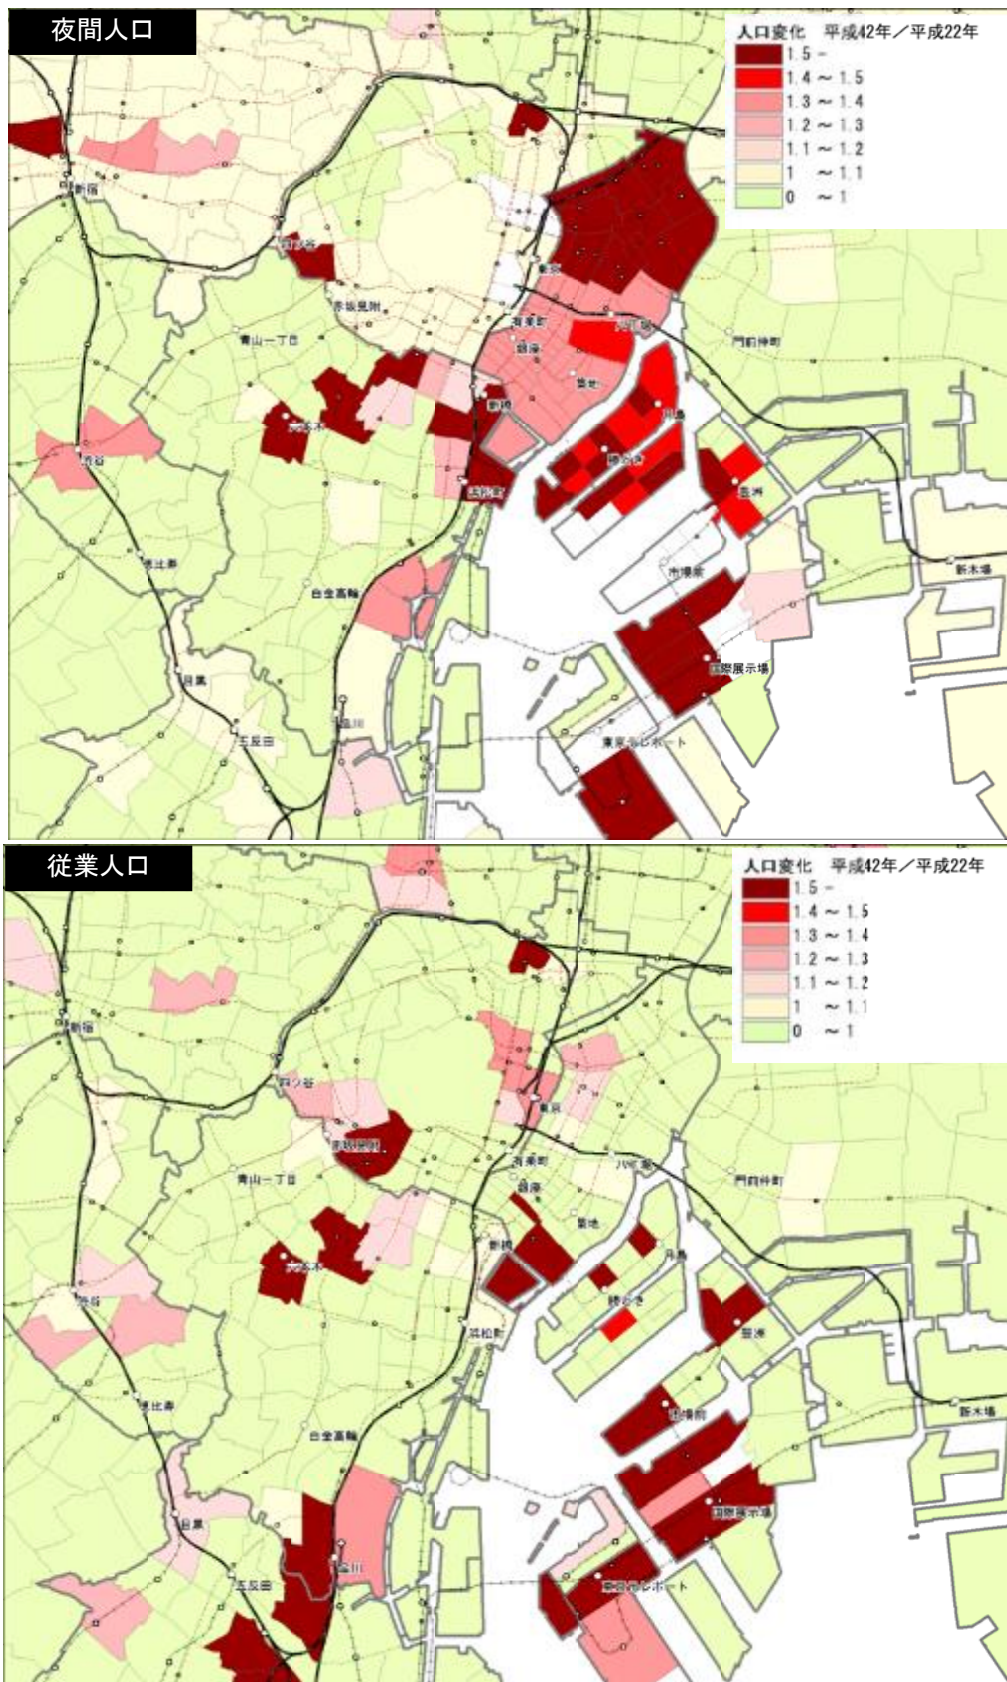 夜間人口
人口変化 平成42年／平成22年
1.5 -
1.4 ～ 1.5
1.3 ～ 1.4
1.2 ～ 1.3
1.1 ～ 1.2
1 ～ 1.1
0 ～ 1
新宿
四ツ谷
赤坂見附
青山一丁目
東京
有楽町
銀座
八丁堀
築地
門前仲町
新橋
六本木
月島
勝どき
渋谷
浜松町
豊洲
恵比寿
市場前
新木場
白金高輪
国際展示場
目黒
品川
五反田
東京テレポート
従業人口
人口変化 平成42年／平成22年
1.5 -
1.4 ～ 1.5
1.3 ～ 1.4
1.2 ～ 1.3
1.1 ～ 1.2
1 ～ 1.1
0 ～ 1
新宿
四ツ谷
東京
赤坂見附
有楽町
八丁堀
青山一丁目
銀座
門前仲町
築地
新橋
六本木
月島
渋谷
勝どき
浜松町
豊洲
恵比寿
市場前
新木場
白金高輪
国際展示場
目黒
品川
五反田
東京テレポート